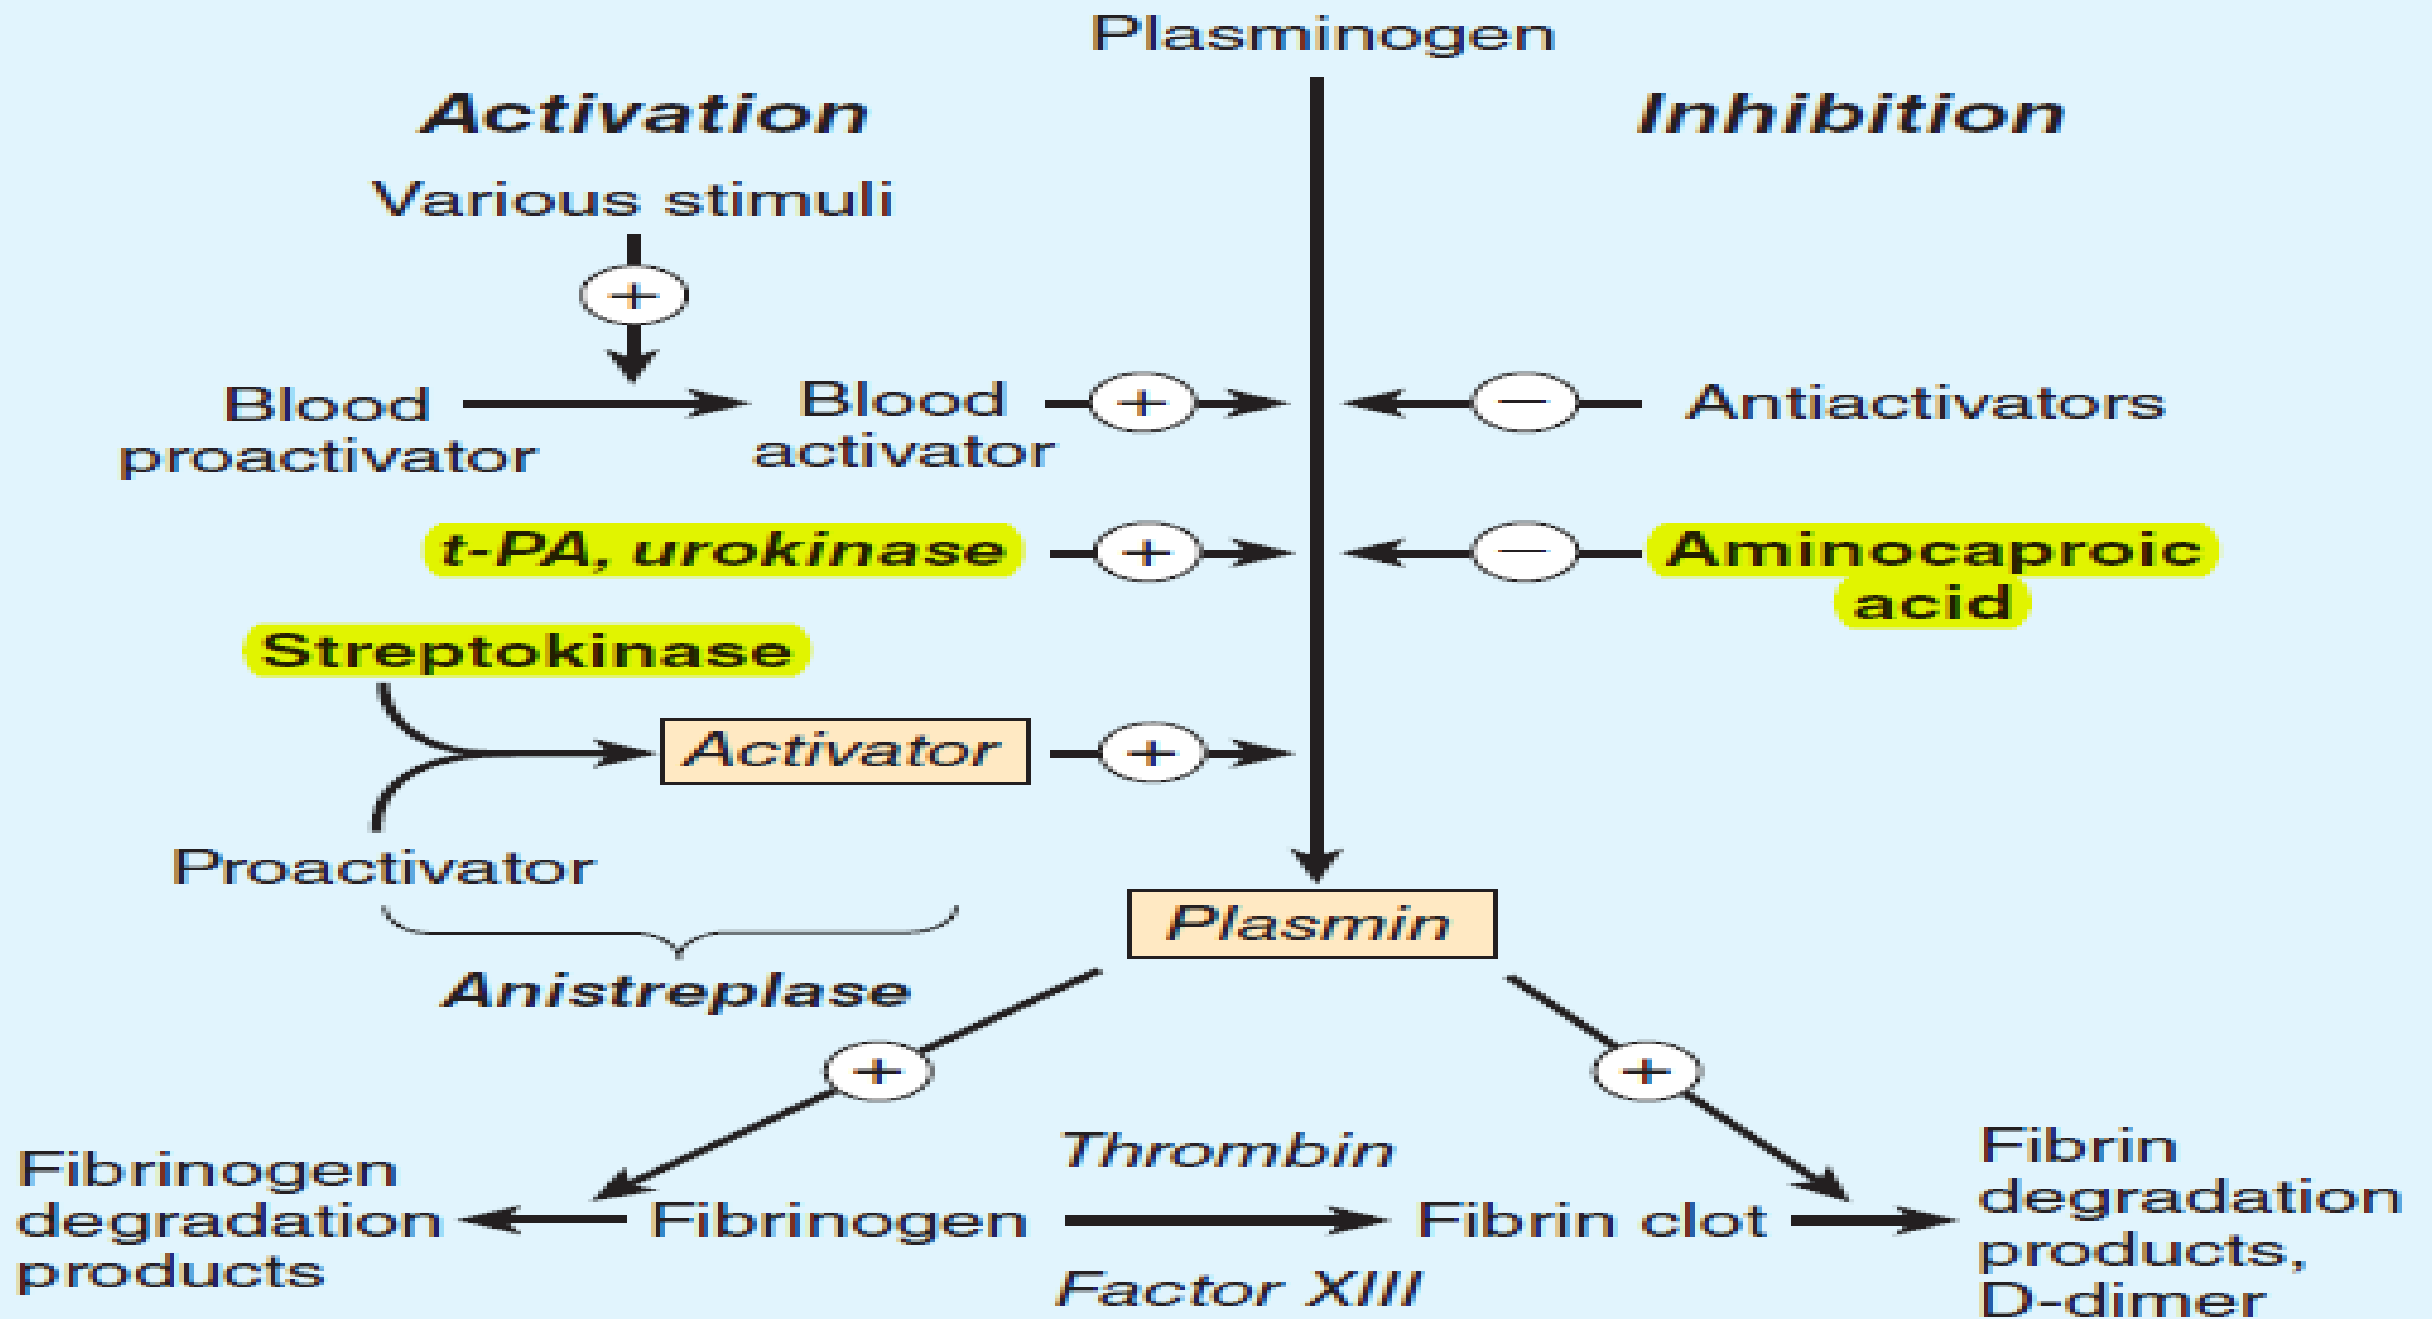 Plasminogen
Activation
Inhibition
Various stimuli
+
Blood
proactivator
Blood
activator
+
−
Antiactivators
t-PA, urokinase
+
−
Aminocaproic
acid
Streptokinase
Activator
+
Proactivator
Anistreplase
Plasmin
+
+
Fibrinogen
degradation
products
Fibrinogen
Thrombin
Factor XIII
Fibrin clot
Fibrin
degradation
products,
D-dimer